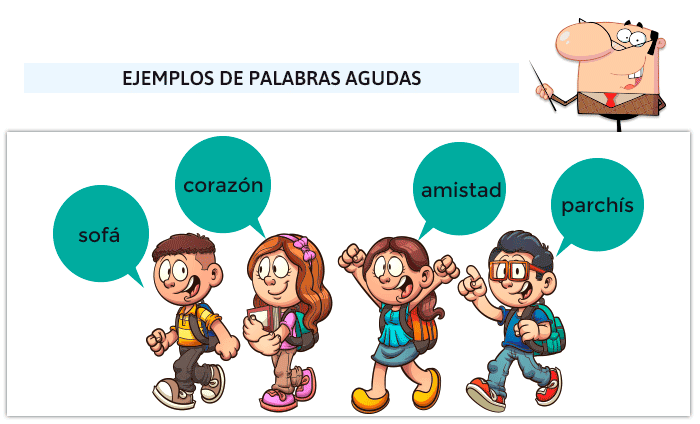 EJEMPLOS DE PALABRAS AGUDAS
sofá
corazón
amistad
parchís